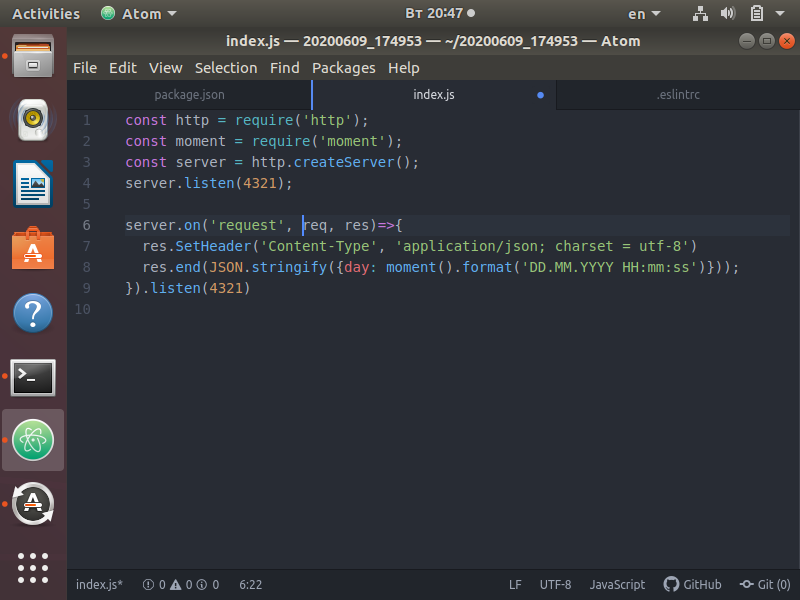 Activities Atom Вт 20:47 en
index.js — 20200609_174953 — ~/20200609_174953 — Atom
File Edit View Selection Find Packages Help
package.json index.js .eslintrc
1 const http = require('http');
2 const moment = require('moment');
3 const server = http.createServer();
4 server.listen(4321);
5
6 server.on('request', req, res)=>{
7 res.SetHeader('Content-Type', 'application/json; charset = utf-8')
8 res.end(JSON.stringify({day: moment().format('DD.MM.YYYY HH:mm:ss')}));
9 }).listen(4321)
10
index.js* 0 0 0 6:22 LF UTF-8 JavaScript GitHub Git (0)